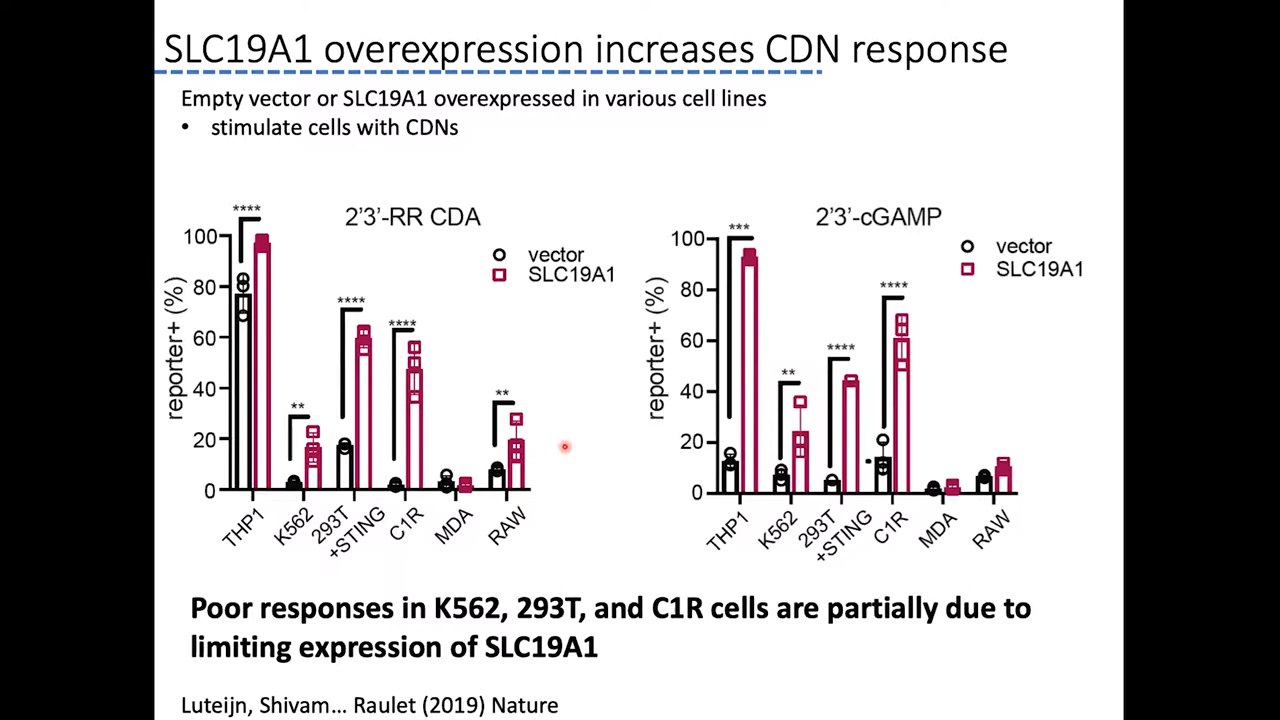 SLC19A1 overexpression increases CDN response
Empty vector or SLC19A1 overexpressed in various cell lines
• stimulate cells with CDNs
2’3’-RR CDA
vector
SLC19A1
reporter+ (%)
100
80
60
40
20
0
****
**
****
****
**
THP1
K562
293T
+STING
C1R
MDA
RAW
2’3’-cGAMP
vector
SLC19A1
reporter+ (%)
100
80
60
40
20
0
***
**
****
****
THP1
K562
293T
+STING
C1R
MDA
RAW
Poor responses in K562, 293T, and C1R cells are partially due to
limiting expression of SLC19A1
Luteijn, Shivam... Raulet (2019) Nature